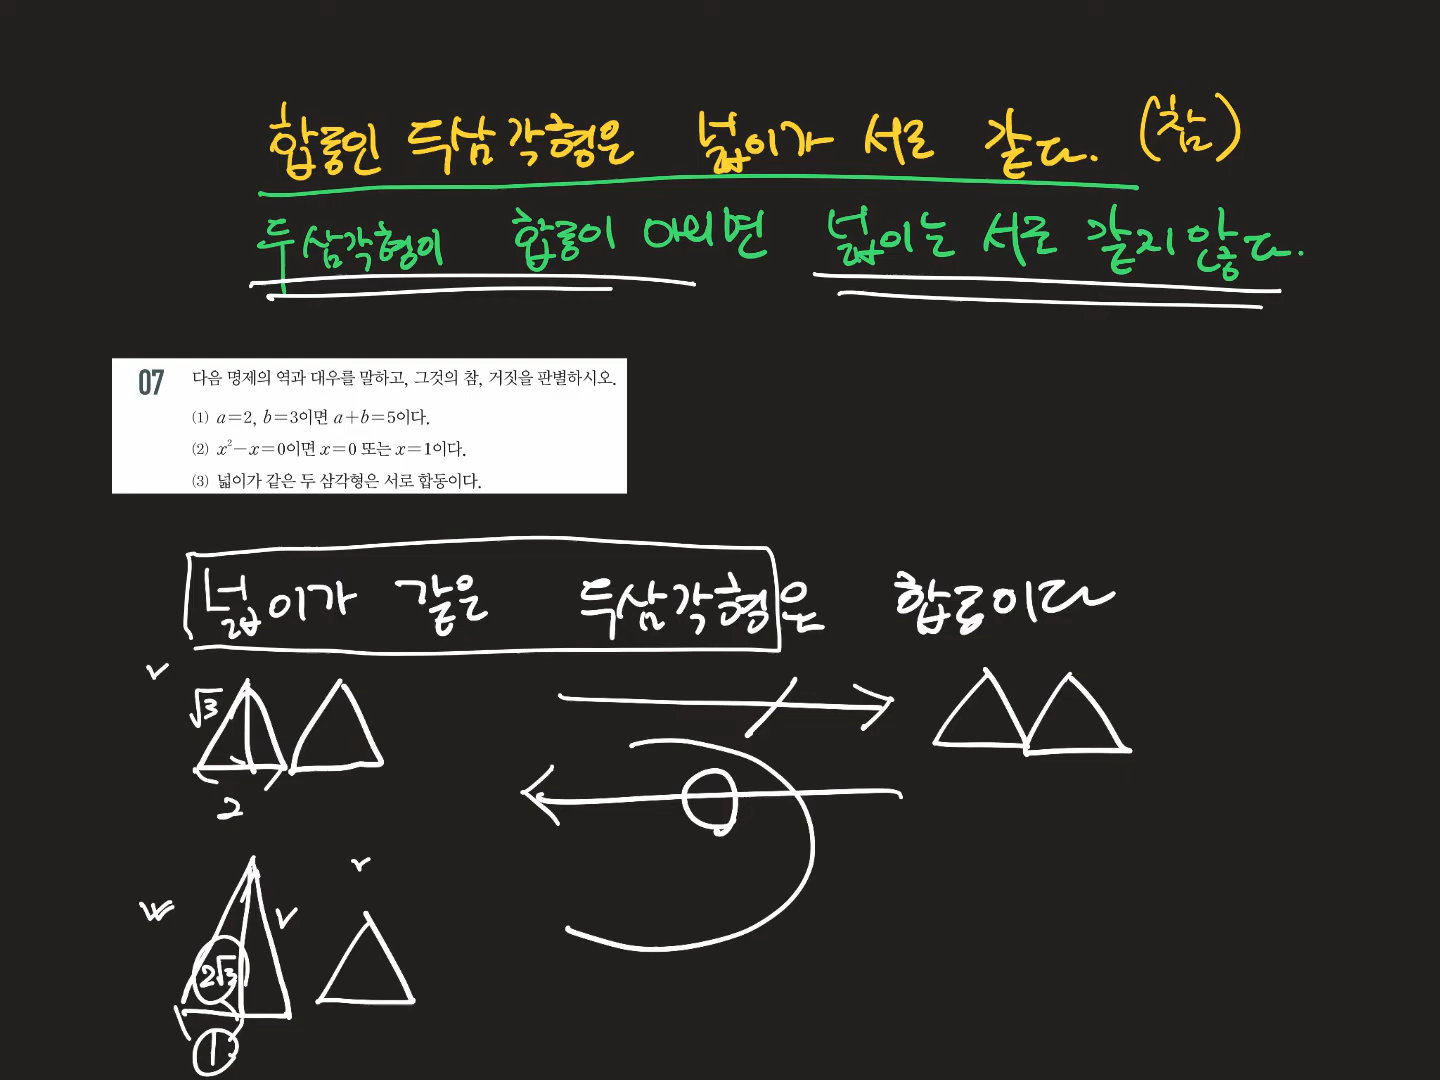 합동인 두삼각형은 넓이가 서로 같다. (참)
두삼각형이 합동이 아니면 넓이는 서로 같지않다.
07 다음 명제의 역과 대우를 말하고, 그것의 참, 거짓을 판별하시오.
(1) a=2, b=3이면 a+b=5이다.
(2) x²-x=0이면 x=0 또는 x=1이다.
(3) 넓이가 같은 두 삼각형은 서로 합동이다.
넓이가 같은 두삼각형은 합동이다
√3
2
2√3
1